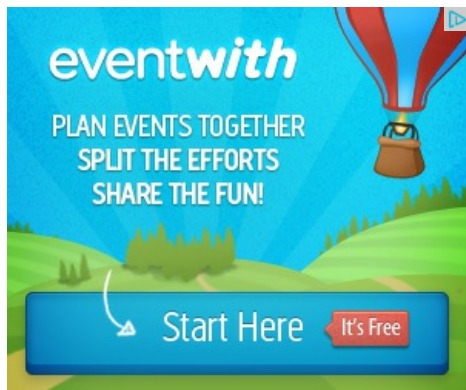 eventwith
PLAN EVENTS TOGETHER
SPLIT THE EFFORTS
SHARE THE FUN!
Start Here
It's Free